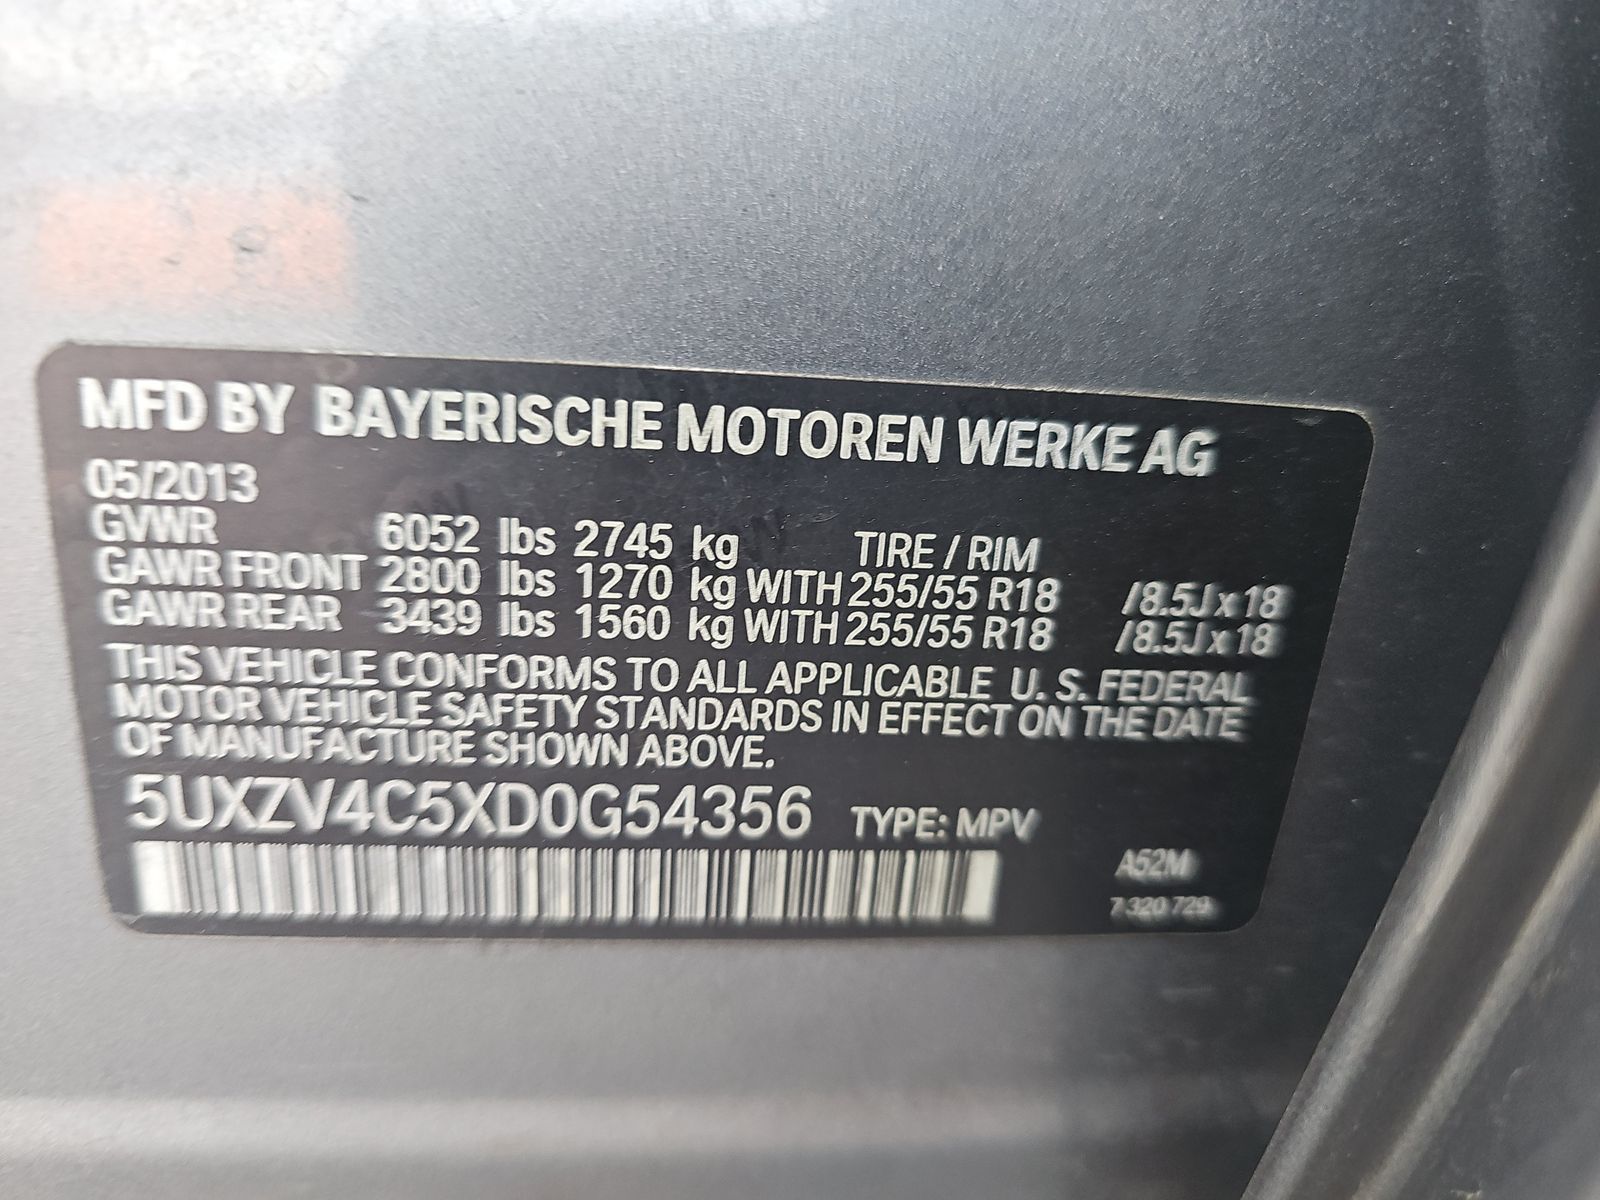 MFD BY BAYERISCHE MOTOREN WERKE AG
05/2013
GVWR 6052 lbs 2745 kg TIRE / RIM
GAWR FRONT 2800 lbs 1270 kg WITH 255/55 R18 /8.5J x 18
GAWR REAR 3439 lbs 1560 kg WITH 255/55 R18 /8.5J x 18
THIS VEHICLE CONFORMS TO ALL APPLICABLE U. S. FEDERAL
MOTOR VEHICLE SAFETY STANDARDS IN EFFECT ON THE DATE
OF MANUFACTURE SHOWN ABOVE.
5UXZV4C5XD0G54356 TYPE: MPV
A52M
7 320 729